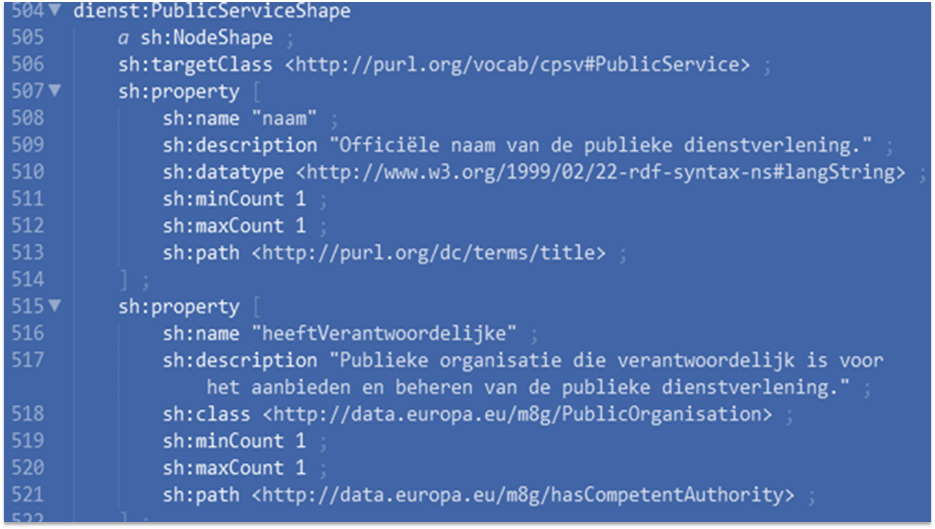 504▼ dienst:PublicServiceShape
505 a sh:NodeShape ;
506 sh:targetClass <http://purl.org/vocab/cpsv#PublicService> ;
507▼ sh:property [
508 sh:name "naam" ;
509 sh:description "Officiële naam van de publieke dienstverlening." ;
510 sh:datatype <http://www.w3.org/1999/02/22-rdf-syntax-ns#langString> ;
511 sh:minCount 1 ;
512 sh:maxCount 1 ;
513 sh:path <http://purl.org/dc/terms/title> ;
514 ] ;
515▼ sh:property [
516 sh:name "heeftVerantwoordelijke" ;
517 sh:description "Publieke organisatie die verantwoordelijk is voor
het aanbieden en beheren van de publieke dienstverlening." ;
518 sh:class <http://data.europa.eu/m8g/PublicOrganisation> ;
519 sh:minCount 1 ;
520 sh:maxCount 1 ;
521 sh:path <http://data.europa.eu/m8g/hasCompetentAuthority> ;
522 ] ;